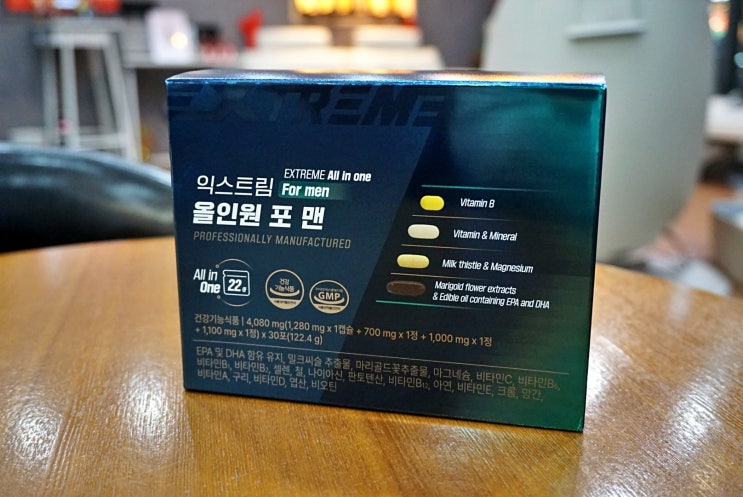 EXTREME
EXTREME All in one
익스트림 For men
올인원 포 맨
PROFESSIONALLY MANUFACTURED
Vitamin B
Vitamin & Mineral
Milk thistle & Magnesium
Marigold flower extracts
& Edible oil containing EPA and DHA
All in
One
22g
건강
기능식품
GMP
건강기능식품 | 4,080 mg(1,280 mg x 1캡슐 + 700 mg x 1정 + 1,000 mg x 1정
+ 1,100 mg x 1정) x 30포(122.4 g)
EPA 및 DHA 함유 유지, 밀크씨슬 추출물, 마리골드꽃추출물, 마그네슘, 비타민C, 비타민B₆,
비타민B₁, 비타민B₂, 셀렌, 철, 나이아신, 판토텐산, 비타민B₁₂, 아연, 비타민E, 크롬, 망간,
비타민A, 구리, 비타민D, 엽산, 비오틴